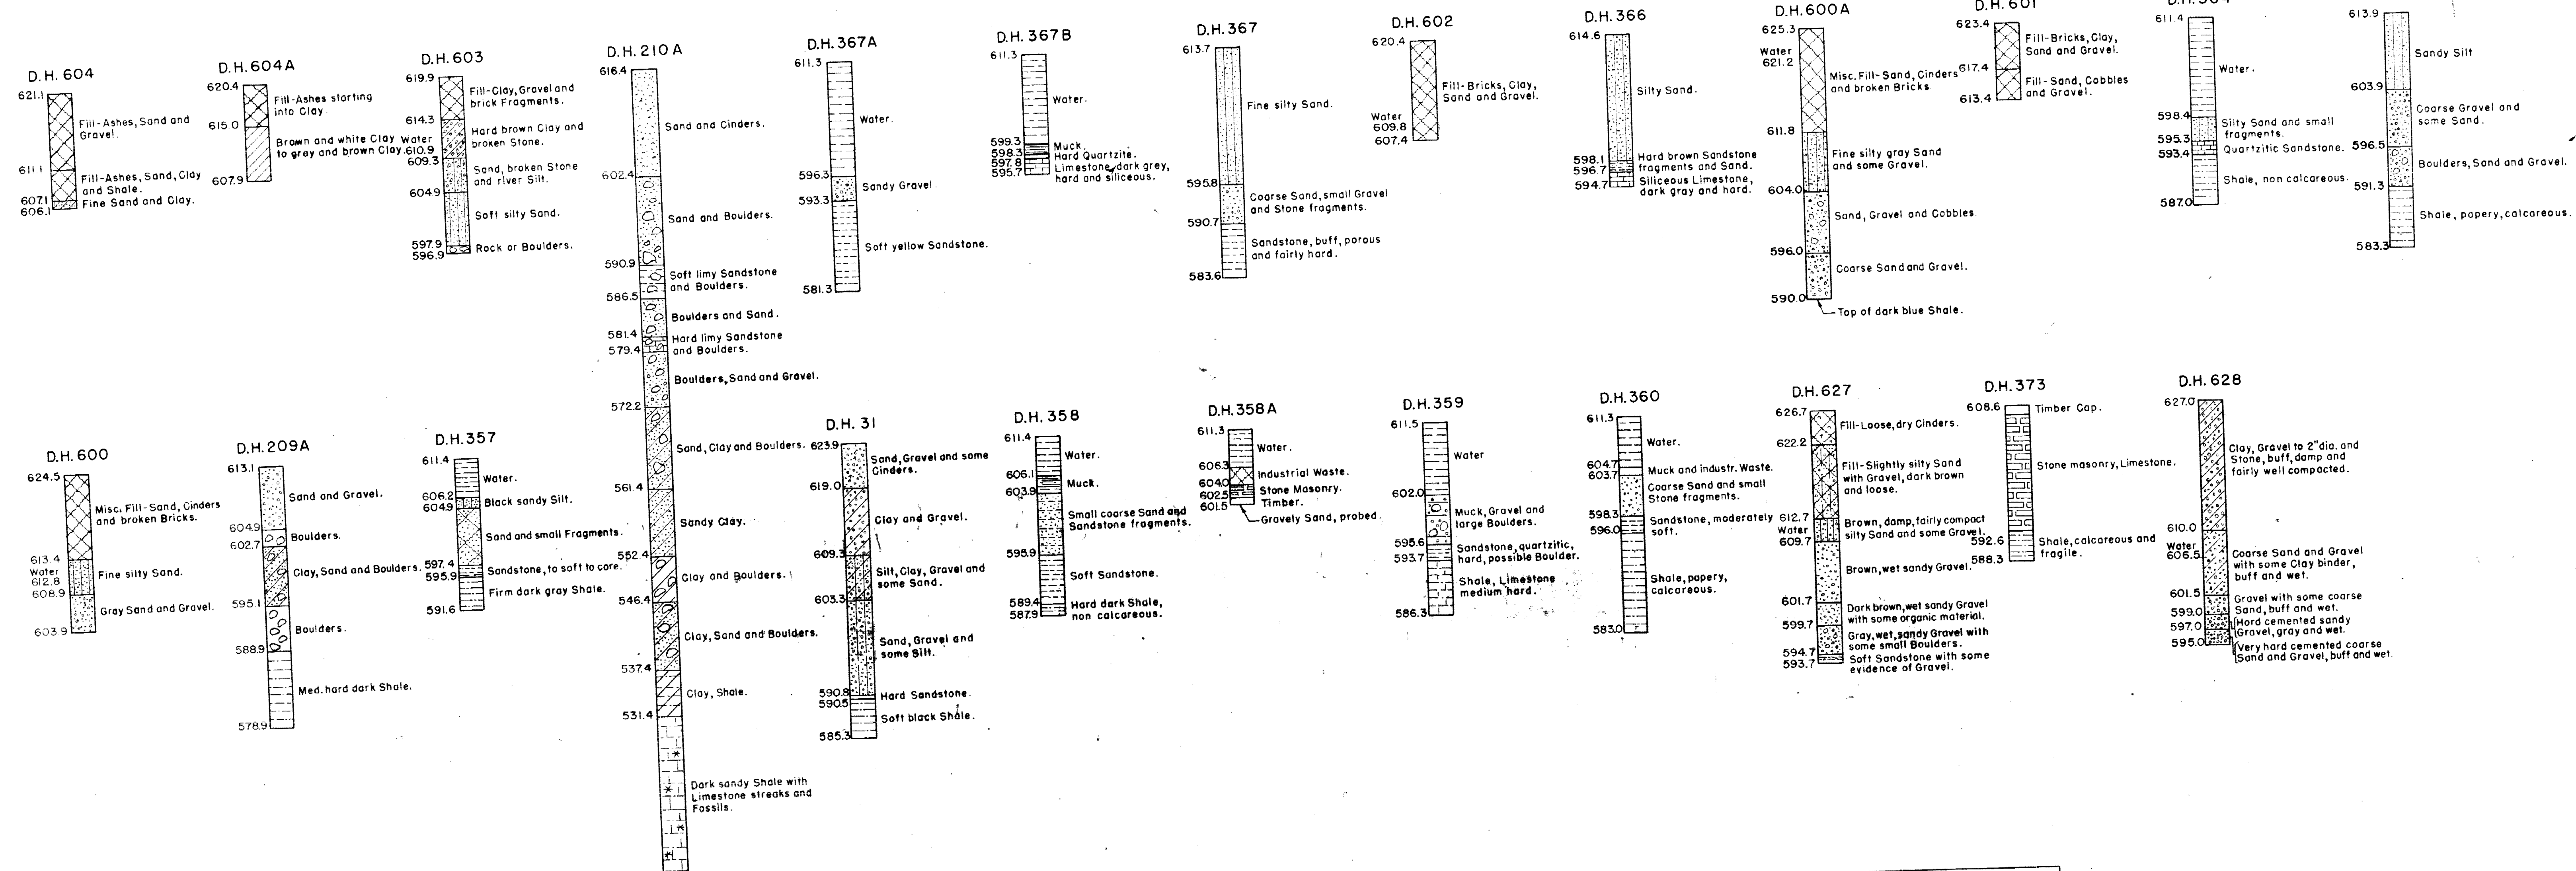 D.H. 604
621.1
Fill-Ashes, Sand and
Gravel.
611.1
Fill-Ashes, Sand, Clay
and Shale.
607.1
Fine Sand and Clay.
606.1
D.H. 604A
620.4
Fill-Ashes starting
into Clay.
615.0
Brown and white Clay
to gray and brown Clay.
607.9
D.H. 603
619.9
Fill-Clay, Gravel and
brick Fragments.
614.3
Hard brown Clay and
broken Stone.
Water
610.9
609.3
Sand, broken Stone
and river Silt.
604.9
Soft silty Sand.
597.9
Rock or Boulders.
596.9
D.H. 210 A
616.4
Sand and Cinders.
602.4
Sand and Boulders.
590.9
Soft limy Sandstone
and Boulders.
586.5
Boulders and Sand.
581.4
Hard limy Sandstone
and Boulders.
579.4
Boulders, Sand and Gravel.
572.2
Sand, Clay and Boulders.
561.4
Sandy Clay.
552.4
Clay and Boulders.
546.4
Clay, Sand and Boulders.
537.4
Clay, Shale.
531.4
Dark sandy Shale with
Limestone streaks and
Fossils.
D.H. 367A
611.3
Water.
596.3
Sandy Gravel.
593.3
Soft yellow Sandstone.
581.3
D.H. 367B
611.3
Water.
599.3
Muck.
598.3
Hard Quartzite.
597.8
Limestone, dark grey,
hard and siliceous.
595.7
D.H. 367
613.7
Fine silty Sand.
595.8
Coarse Sand, small Gravel
and Stone fragments.
590.7
Sandstone, buff, porous
and fairly hard.
583.6
D.H. 602
620.4
Fill-Bricks, Clay,
Sand and Gravel.
Water
609.8
607.4
D.H. 366
614.6
Silty Sand.
598.1
Hard brown Sandstone
fragments and Sand.
596.7
Siliceous Limestone,
dark gray and hard.
594.7
D.H. 600A
625.3
Water
621.2
Misc. Fill-Sand, Cinders
and broken Bricks.
611.8
Fine silty gray Sand
and some Gravel.
604.0
Sand, Gravel and Cobbles.
596.0
Coarse Sand and Gravel.
590.0
Top of dark blue Shale.
D.H. 601
623.4
Fill-Bricks, Clay,
Sand and Gravel.
617.4
Fill-Sand, Cobbles
and Gravel.
613.4
611.4
Water.
598.4
Silty Sand and small
fragments.
595.3
Quartzitic Sandstone.
593.4
Shale, non calcareous.
587.0
613.9
Sandy Silt
603.9
Coarse Gravel and
some Sand.
596.5
Boulders, Sand and Gravel.
591.3
Shale, papery, calcareous.
583.3
D.H. 600
624.5
Misc. Fill-Sand, Cinders
and broken Bricks.
613.4
Water
612.8
Fine silty Sand.
608.9
Gray Sand and Gravel.
603.9
D.H. 209A
613.1
Sand and Gravel.
604.9
Boulders.
602.7
Clay, Sand and Boulders.
595.1
Boulders.
588.9
Med. hard dark Shale.
578.9
D.H. 357
611.4
Water.
606.2
Black sandy Silt.
604.9
Sand and small Fragments.
597.4
Sandstone, to soft to core.
595.9
Firm dark gray Shale.
591.6
D.H. 31
623.9
Sand, Gravel and some
Cinders.
619.0
Clay and Gravel.
609.3
Silt, Clay, Gravel and
some Sand.
603.3
Sand, Gravel and
some Silt.
590.8
Hard Sandstone.
590.5
Soft black Shale.
585.3
D.H. 358
611.4
Water.
606.1
Muck.
603.9
Small coarse Sand and
Sandstone fragments.
595.9
Soft Sandstone.
589.4
Hard dark Shale,
non calcareous.
587.9
D.H. 358A
611.3
Water.
606.3
Industrial Waste.
604.0
Stone Masonry.
602.5
Timber.
601.5
Gravely Sand, probed.
D.H. 359
611.5
Water
602.0
Muck, Gravel and
large Boulders.
595.6
Sandstone, quartzitic,
hard, possible Boulder.
593.7
Shale, Limestone
medium hard.
586.3
D.H. 360
611.3
Water.
604.7
Muck and industr. Waste.
603.7
Coarse Sand and small
Stone fragments.
598.3
Sandstone, moderately
soft.
596.0
Shale, papery,
calcareous.
583.0
D.H. 627
626.7
Fill-Loose, dry Cinders.
622.2
Fill-Slightly silty Sand
with Gravel, dark brown
and loose.
612.7
Brown, damp, fairly compact
silty Sand and some Gravel.
Water
609.7
Brown, wet sandy Gravel.
601.7
Dark brown, wet sandy Gravel
with some organic material.
599.7
Gray, wet, sandy Gravel with
some small Boulders.
594.7
Soft Sandstone with some
evidence of Gravel.
593.7
D.H. 373
608.6
Timber Cap.
Stone masonry, Limestone.
592.6
Shale, calcareous and
fragile.
588.3
D.H. 628
627.0
Clay, Gravel to 2" dia. and
Stone, buff, damp and
fairly well compacted.
610.0
Water
606.5
Coarse Sand and Gravel
with some Clay binder,
buff and wet.
601.5
Gravel with some coarse
Sand, buff and wet.
599.0
Hard cemented sandy
Gravel, gray and wet.
597.0
Very hard cemented coarse
Sand and Gravel, buff and wet.
595.0